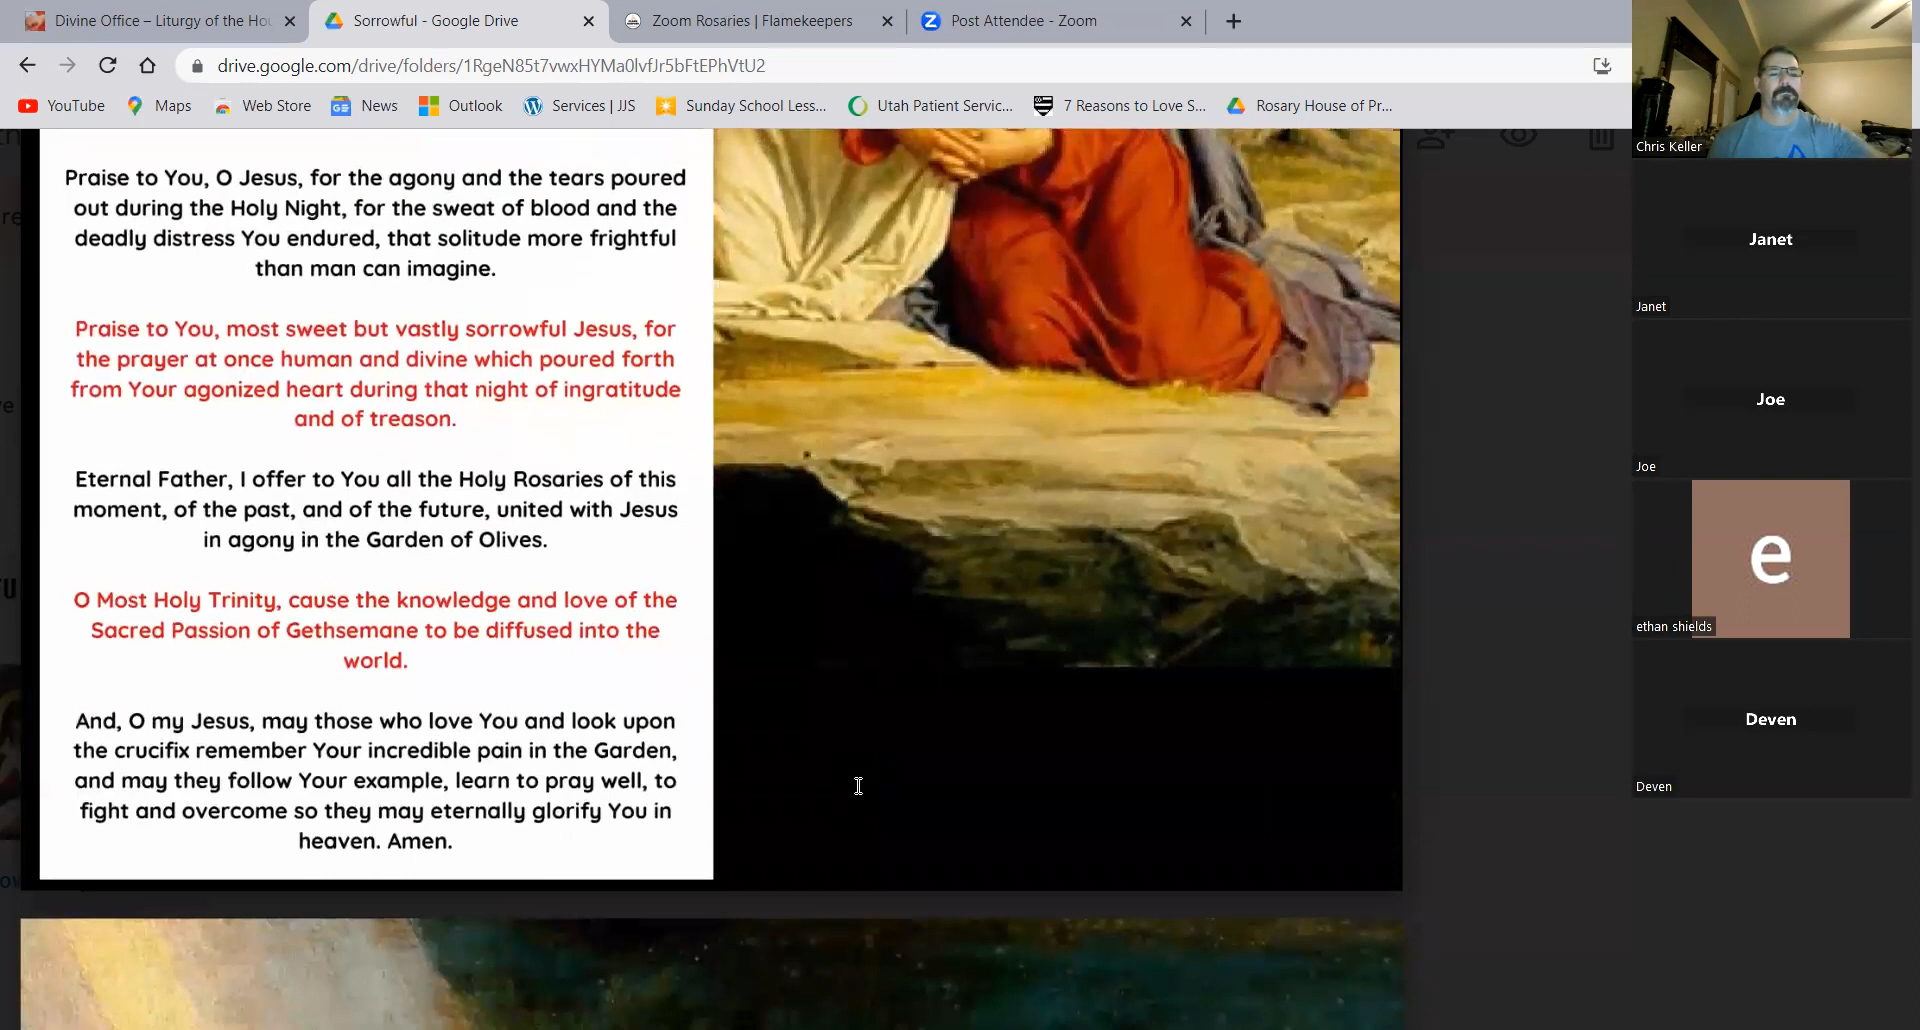 Divine Office – Liturgy of the Hou
Sorrowful - Google Drive
Zoom Rosaries | Flamekeepers
Post Attendee - Zoom
drive.google.com/drive/folders/1RgeN85t7vwxHYMa0lvfJr5bFtEPhVtU2
YouTube
Maps
Web Store
News
Outlook
Services | JJS
Sunday School Less...
Utah Patient Servic...
7 Reasons to Love S...
Rosary House of Pr...
Praise to You, O Jesus, for the agony and the tears poured
out during the Holy Night, for the sweat of blood and the
deadly distress You endured, that solitude more frightful
than man can imagine.
Praise to You, most sweet but vastly sorrowful Jesus, for
the prayer at once human and divine which poured forth
from Your agonized heart during that night of ingratitude
and of treason.
Eternal Father, I offer to You all the Holy Rosaries of this
moment, of the past, and of the future, united with Jesus
in agony in the Garden of Olives.
O Most Holy Trinity, cause the knowledge and love of the
Sacred Passion of Gethsemane to be diffused into the
world.
And, O my Jesus, may those who love You and look upon
the crucifix remember Your incredible pain in the Garden,
and may they follow Your example, learn to pray well, to
fight and overcome so they may eternally glorify You in
heaven. Amen.
Chris Keller
Janet
Janet
Joe
Joe
e
ethan shields
Deven
Deven